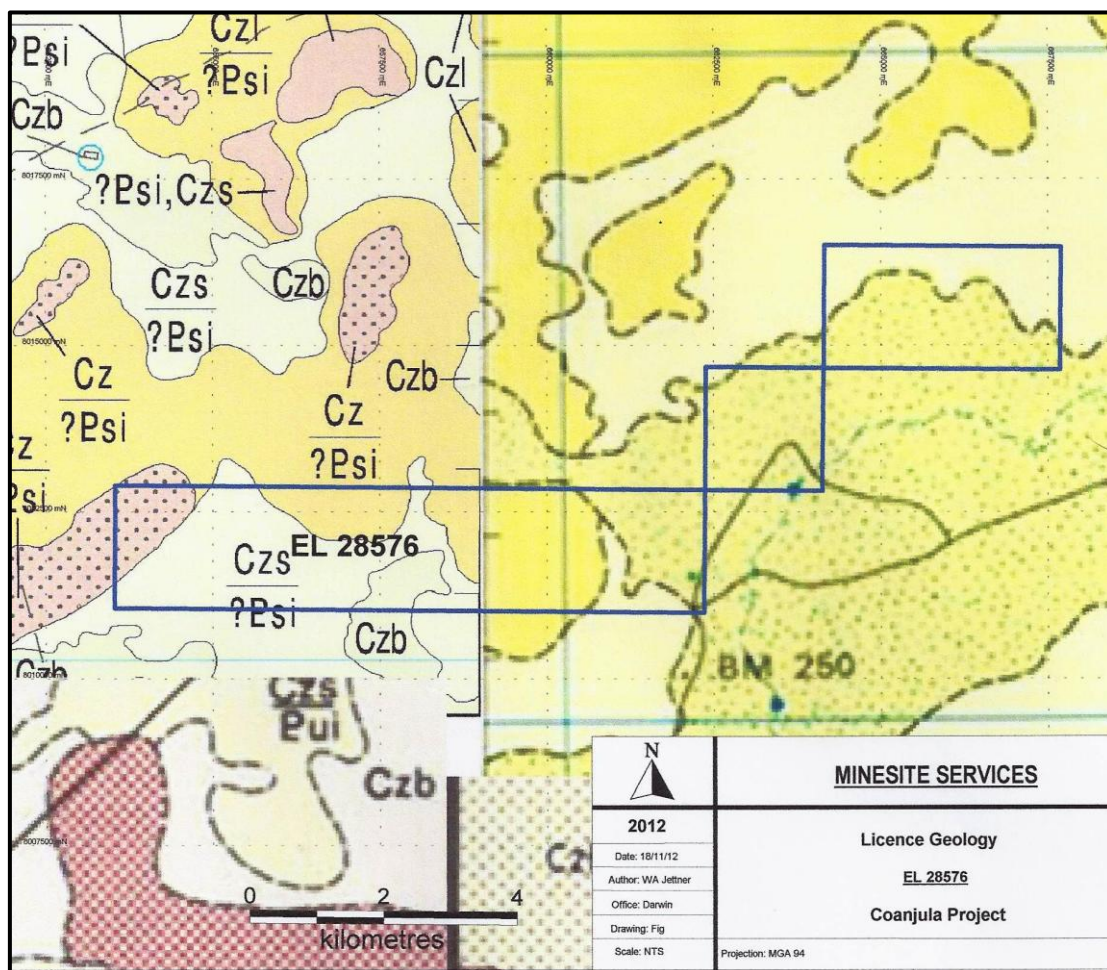 ?Psi
Czl
?Psi
Czl
Czb
8017500 mN
?Psi,Czs
Czs
?Psi
Czb
8015000 mN
Cz
?Psi
Cz
?Psi
Czb
EL 28576
Czs
?Psi
Czb
BM 250
Czs
Pui
Czb
8007500 mN
0 2 4
kilometres
N
MINESITE SERVICES
2012
Date: 18/11/12
Author: WA Jettner
Office: Darwin
Drawing: Fig
Scale: NTS
Licence Geology
EL 28576
Coanjula Project
Projection: MGA 94